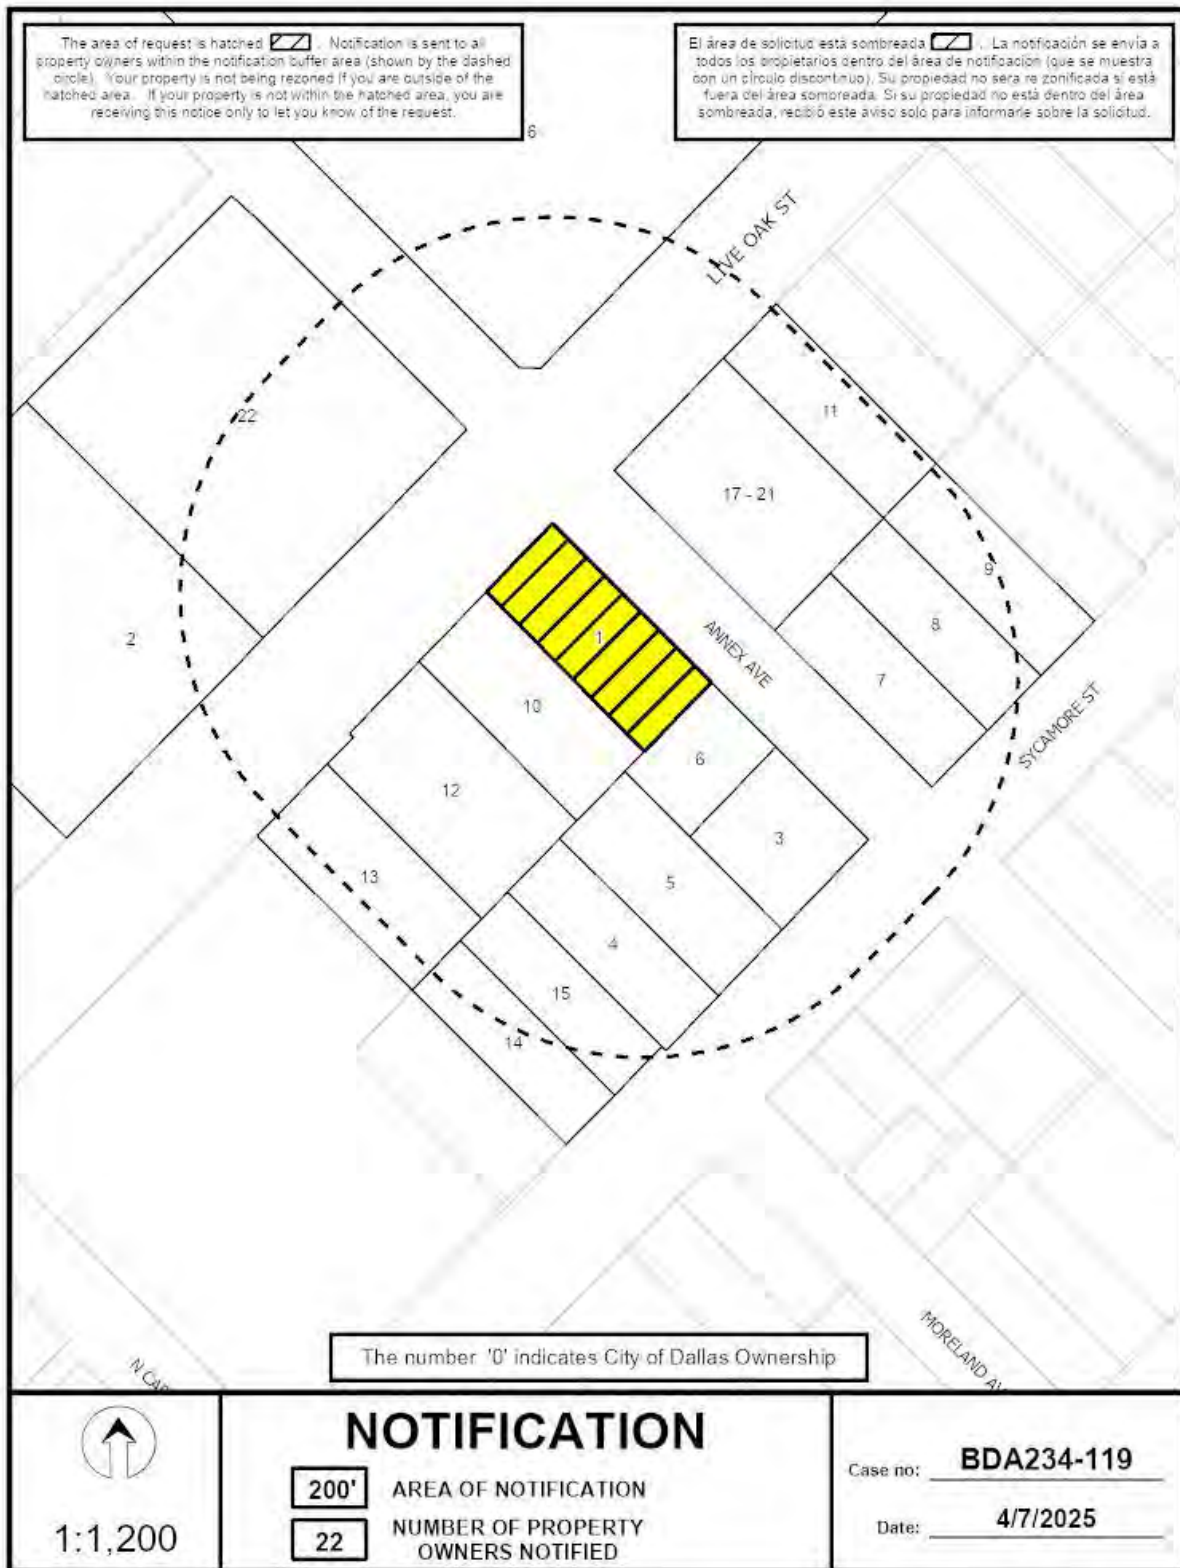 The area of request is hatched . Notification is sent to all
property owners within the notification buffer area (shown by the dashed
circle). Your property is not being rezoned if you are outside of the
hatched area. If your property is not within the hatched area, you are
receiving this notice only to let you know of the request.
El área de solicitud está sombreada . La notificación se envía a
todos los propietarios dentro del área de notificación (que se muestra
con un círculo discontinuo). Su propiedad no sera re zonificada si está
fuera del área sombreada. Si su propiedad no está dentro del área
sombreada, recibió este aviso solo para informarle sobre la solicitud.
6
LIVE OAK ST
22
11
17 - 21
9
2
1
ANNEX AVE
8
7
10
6
SYCAMORE ST
12
3
13
5
4
15
14
MORELAND AV
N CAR
The number '0' indicates City of Dallas Ownership
1:1,200
NOTIFICATION
200' AREA OF NOTIFICATION
22 NUMBER OF PROPERTY
OWNERS NOTIFIED
Case no: BDA234-119
Date: 4/7/2025